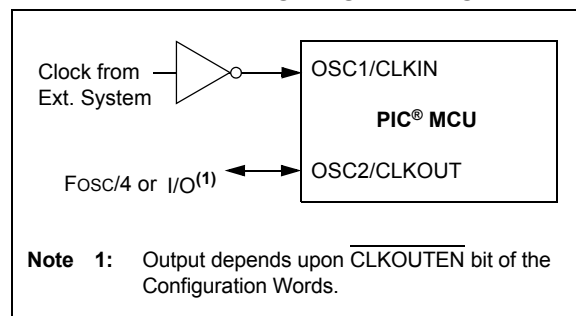 Clock from
Ext. System
OSC1/CLKIN
PIC® MCU
FOSC/4 or I/O(1)
OSC2/CLKOUT
Note 1: Output depends upon CLKOUTEN bit of the
Configuration Words.